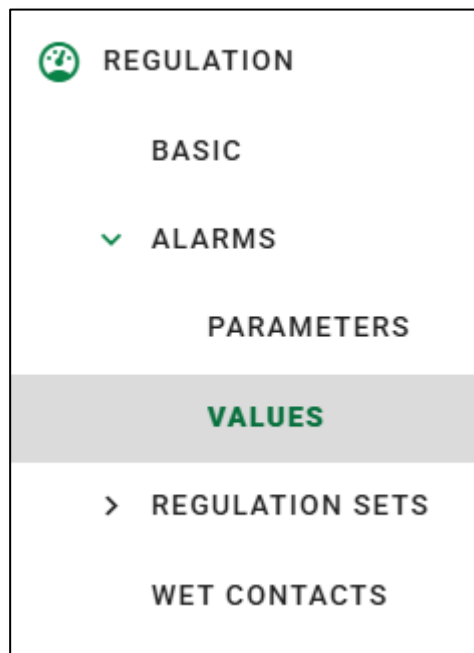 REGULATION
BASIC
ALARMS
PARAMETERS
VALUES
REGULATION SETS
WET CONTACTS